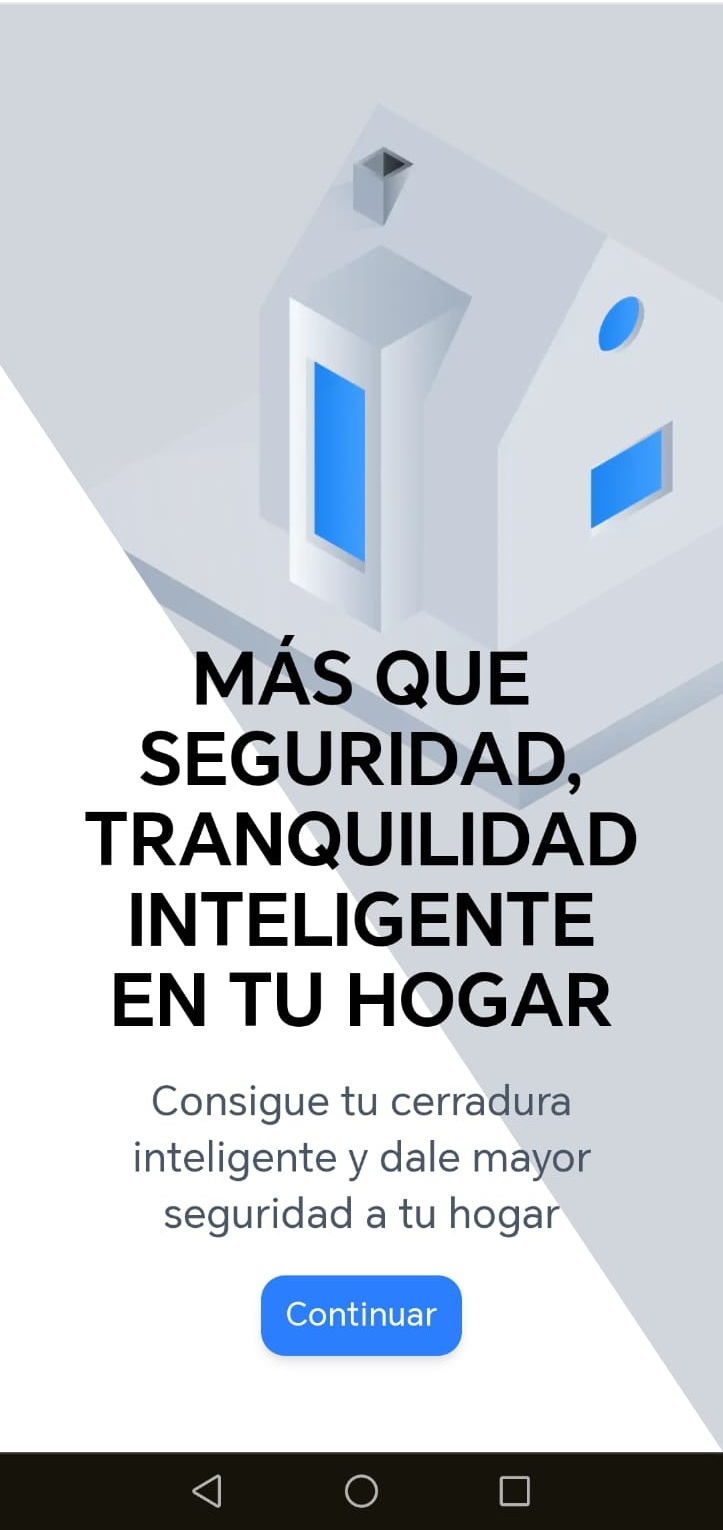 MÁS QUE
SEGURIDAD,
TRANQUILIDAD
INTELIGENTE
EN TU HOGAR
Consigue tu cerradura
inteligente y dale mayor
seguridad a tu hogar
Continuar